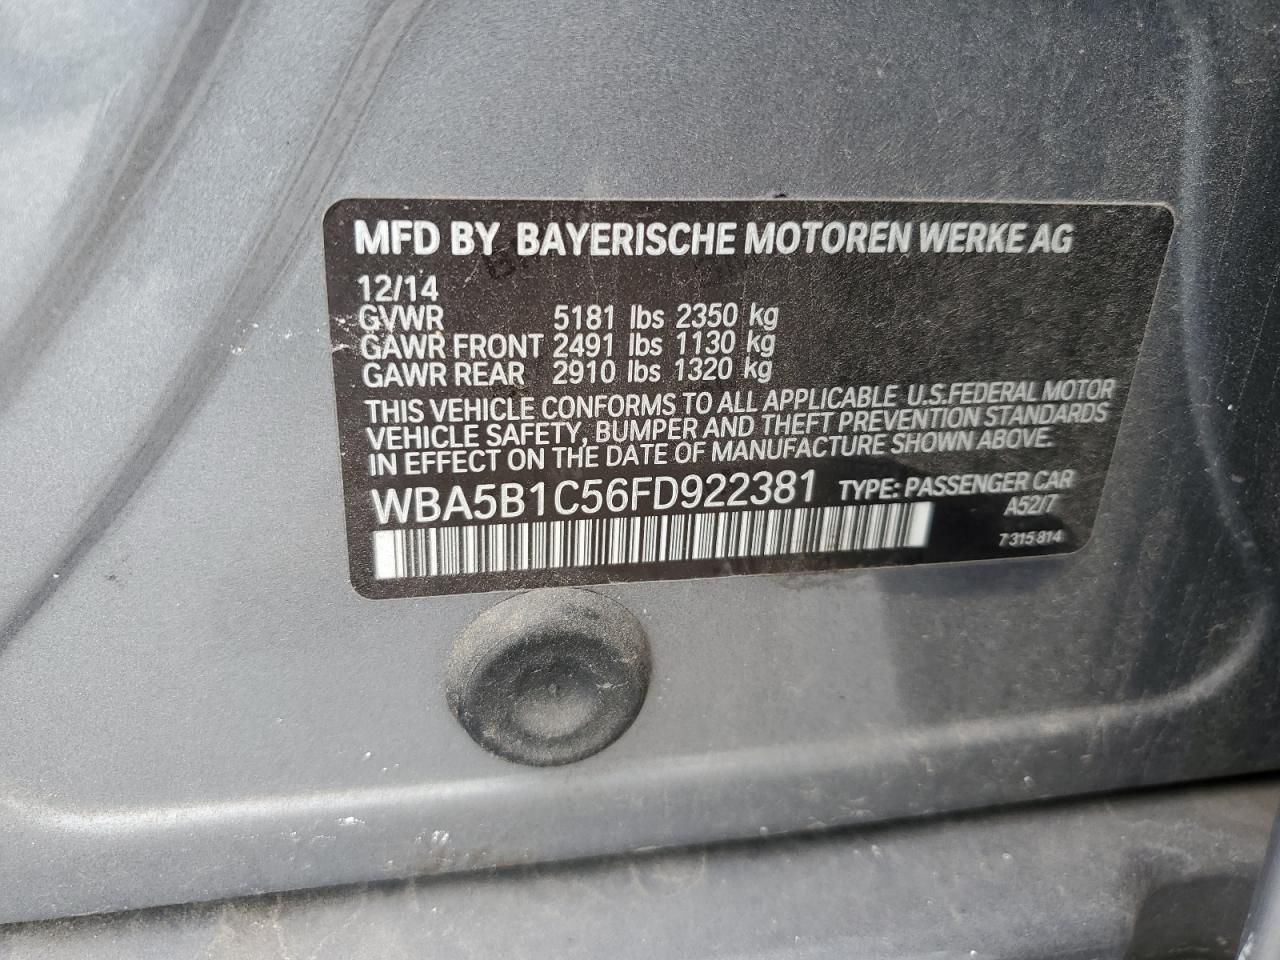 MFD BY BAYERISCHE MOTOREN WERKE AG
12/14
GVWR 5181 lbs 2350 kg
GAWR FRONT 2491 lbs 1130 kg
GAWR REAR 2910 lbs 1320 kg
THIS VEHICLE CONFORMS TO ALL APPLICABLE U.S.FEDERAL MOTOR
VEHICLE SAFETY, BUMPER AND THEFT PREVENTION STANDARDS
IN EFFECT ON THE DATE OF MANUFACTURE SHOWN ABOVE.
WBA5B1C56FD922381 TYPE: PASSENGER CAR
A52/7
7 315 814